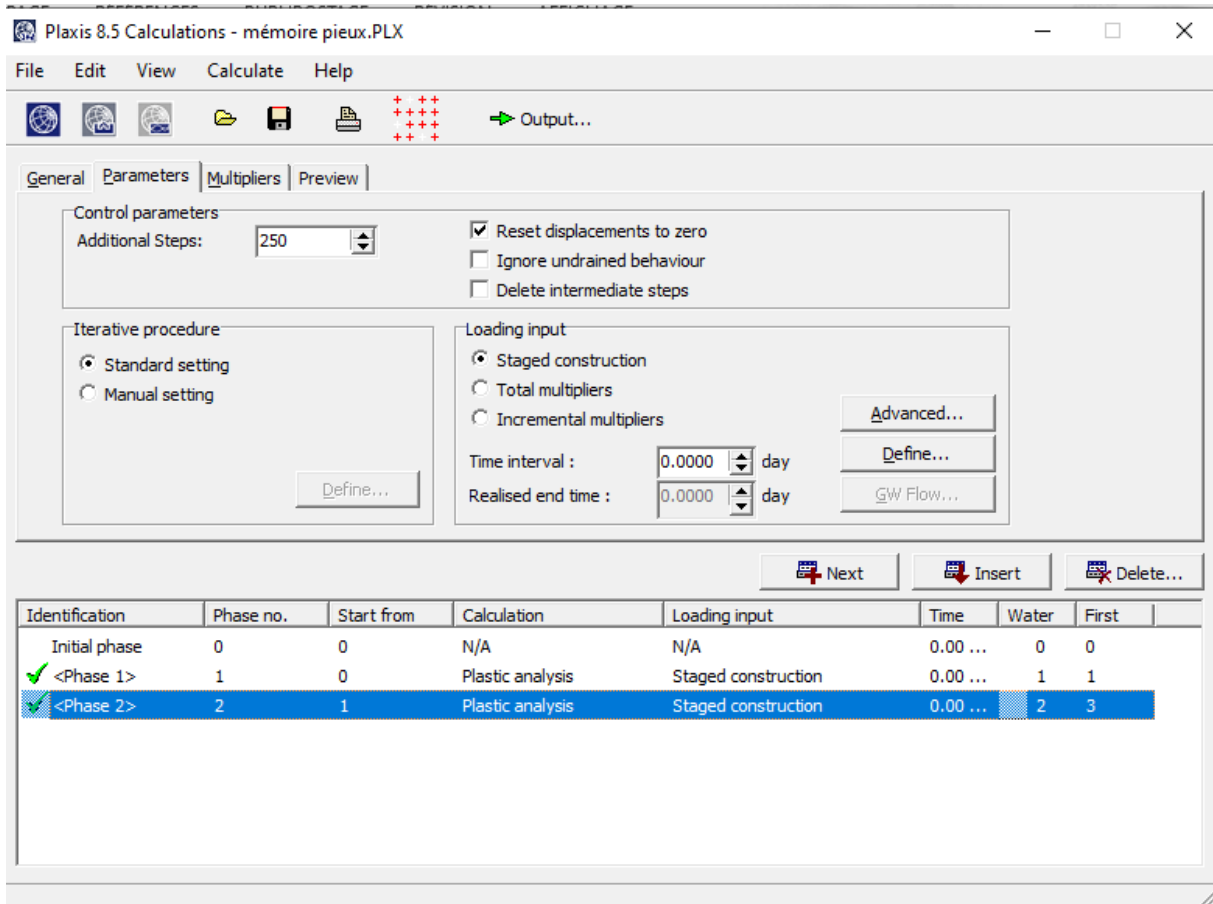 Plaxis 8.5 Calculations - mémoire pieux.PLX
File Edit View Calculate Help
Output...
General Parameters Multipliers Preview
Control parameters
Additional Steps: 250
Reset displacements to zero
Ignore undrained behaviour
Delete intermediate steps
Iterative procedure
Standard setting
Manual setting
Define...
Loading input
Staged construction
Total multipliers
Incremental multipliers
Advanced...
Time interval : 0.0000 day
Define...
Realised end time : 0.0000 day
GW Flow...
Next Insert Delete...
Identification Phase no. Start from Calculation Loading input Time Water First
Initial phase 0 0 N/A N/A 0.00 ... 0 0
<Phase 1> 1 0 Plastic analysis Staged construction 0.00 ... 1 1
<Phase 2> 2 1 Plastic analysis Staged construction 0.00 ... 2 3